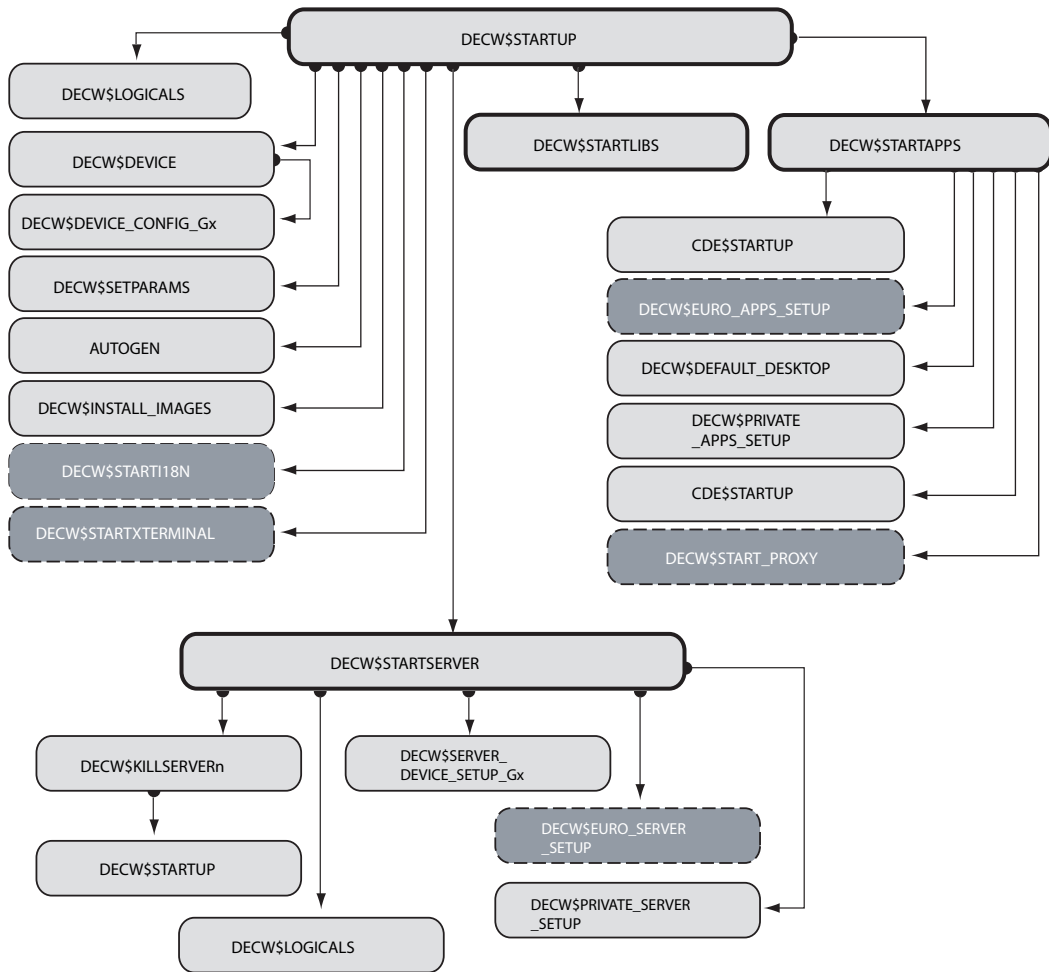 DECW$STARTUP
DECW$LOGICALS
DECW$DEVICE
DECW$STARTLIBS
DECW$STARTAPPS
DECW$DEVICE_CONFIG_Gx
DECW$SETPARAMS
AUTOGEN
DECW$INSTALL_IMAGES
DECW$STARTI18N
DECW$STARTXTERMINAL
CDE$STARTUP
DECW$EURO_APPS_SETUP
DECW$DEFAULT_DESKTOP
DECW$PRIVATE
_APPS_SETUP
CDE$STARTUP
DECW$START_PROXY
DECW$STARTSERVER
DECW$KILLSERVERn
DECW$SERVER_
DEVICE_SETUP_Gx
DECW$EURO_SERVER
_SETUP
DECW$STARTUP
DECW$PRIVATE_SERVER
_SETUP
DECW$LOGICALS